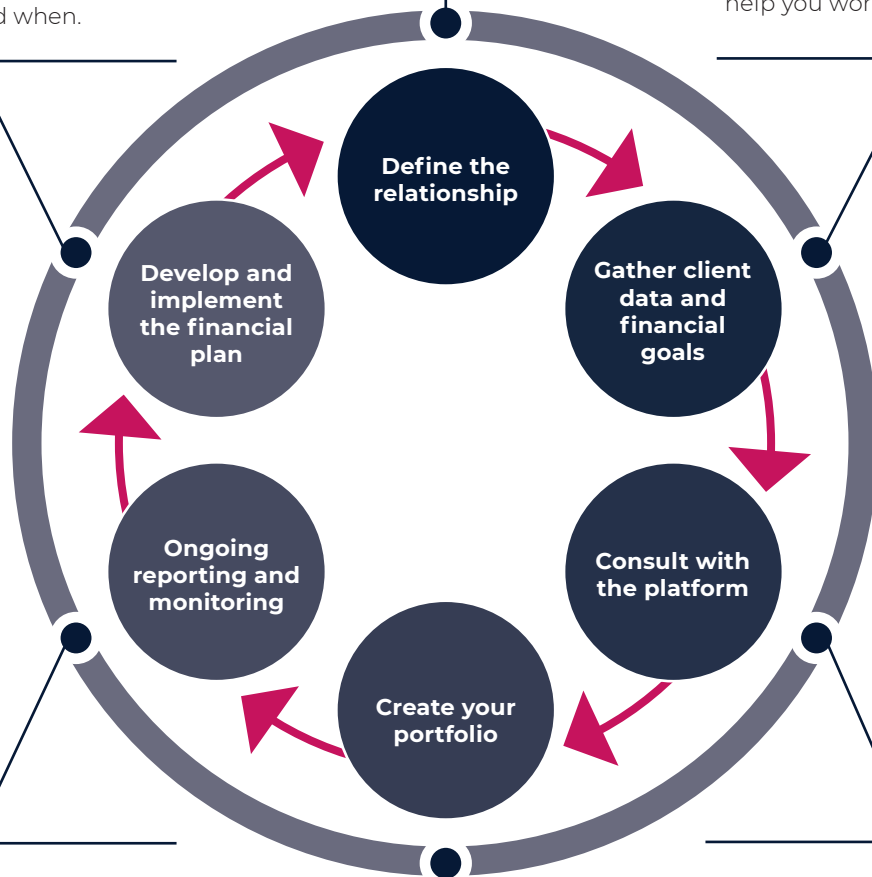 d when.
help you wor
Define the
relationship
Gather client
data and
financial
goals
Consult with
the platform
Create your
portfolio
Ongoing
reporting and
monitoring
Develop and
implement
the financial
plan